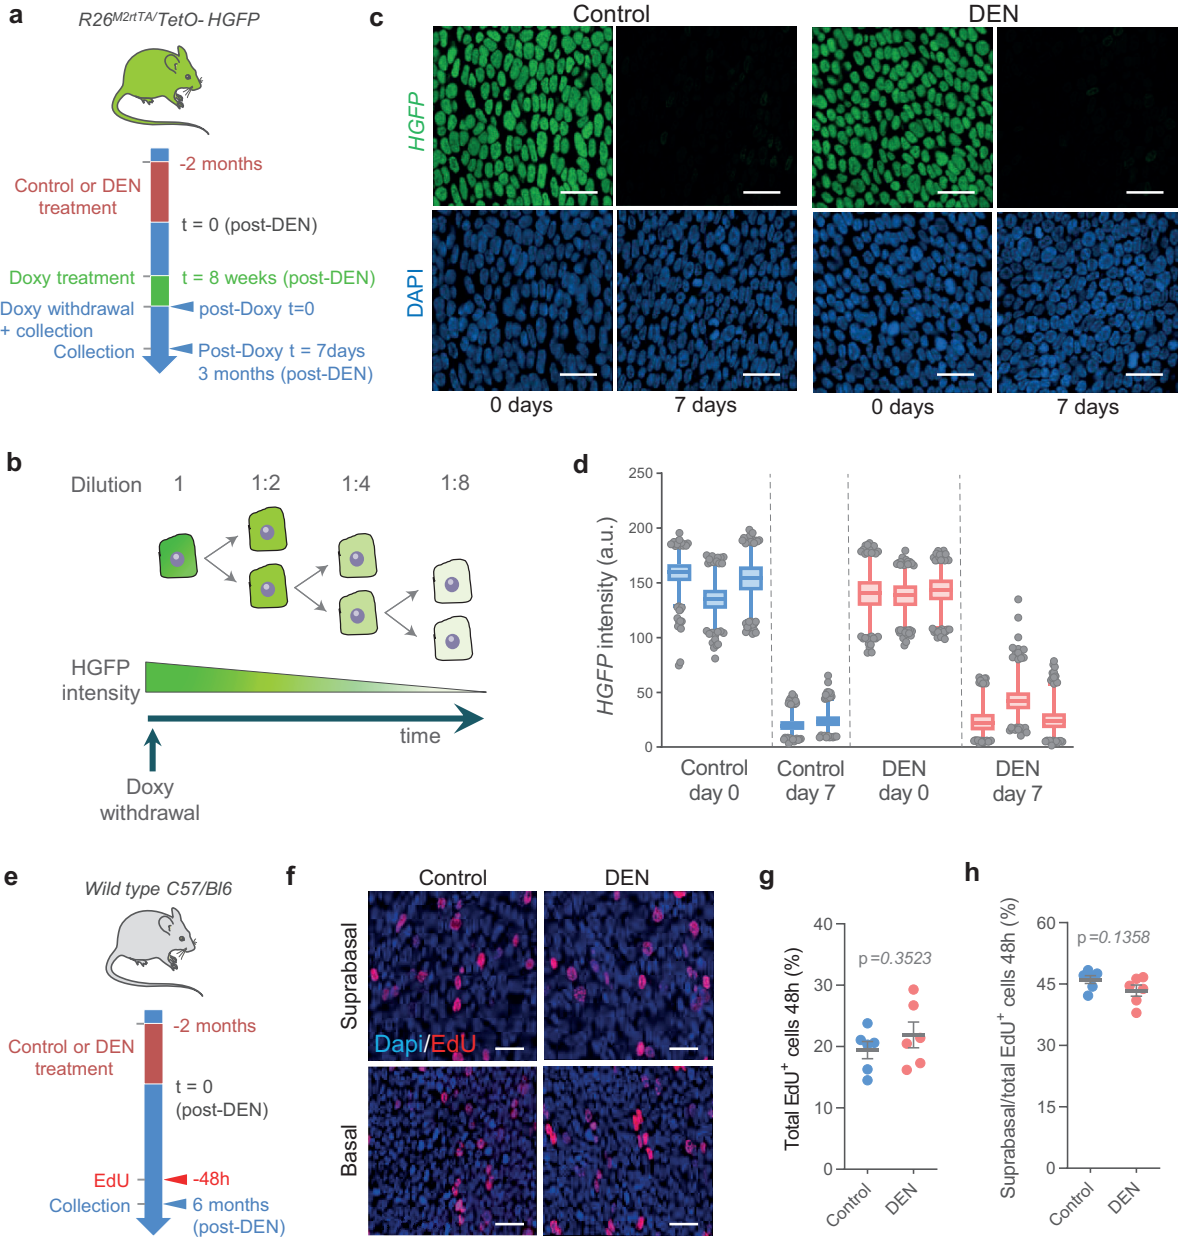 a
R26M2rtTA/TetO- HGFP
-2 months
Control or DEN
treatment
t = 0 (post-DEN)
Doxy treatment
t = 8 weeks (post-DEN)
Doxy withdrawal
+ collection
post-Doxy t=0
Collection
Post-Doxy t = 7days
3 months (post-DEN)
c
Control
DEN
HGFP
DAPI
0 days
7 days
0 days
7 days
b
Dilution
1
1:2
1:4
1:8
HGFP
intensity
time
Doxy
withdrawal
d
HGFP intensity (a.u.)
250
200
150
100
50
0
Control
day 0
Control
day 7
DEN
day 0
DEN
day 7
e
Wild type C57/Bl6
-2 months
Control or DEN
treatment
t = 0
(post-DEN)
EdU
-48h
Collection
6 months
(post-DEN)
f
Control
DEN
Suprabasal
Dapi/EdU
Basal
g
Total EdU+ cells 48h (%)
40
30
20
10
0
p=0.3523
Control
DEN
h
Suprabasal/total EdU+ cells 48h (%)
60
45
30
15
0
p=0.1358
Control
DEN